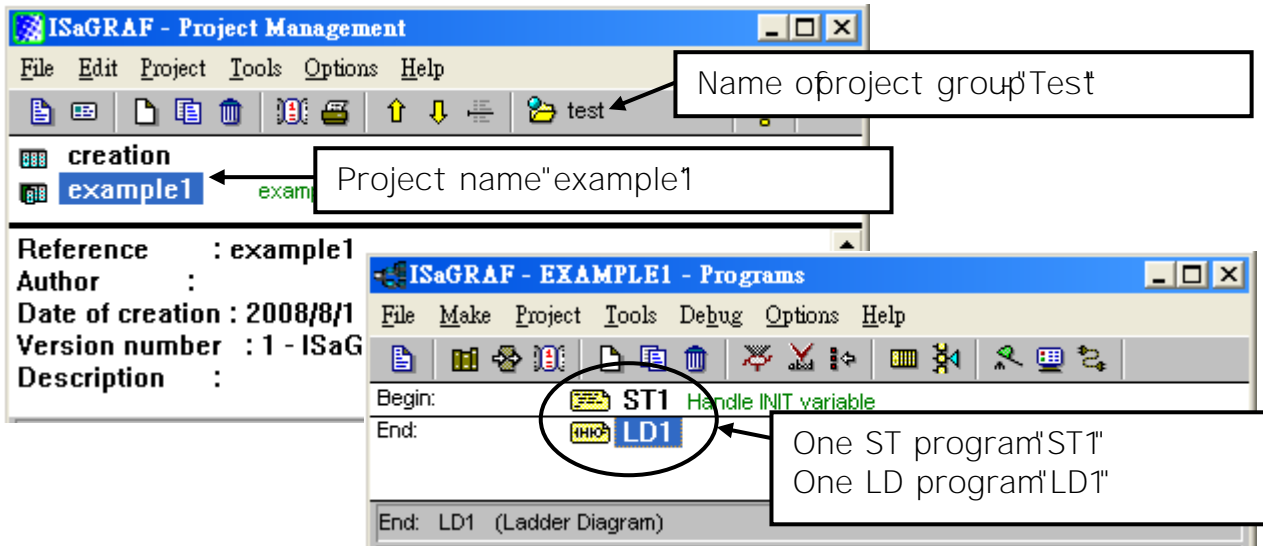 ISaGRAF - Project Management
File Edit Project Tools Options Help
test
Name ofproject group"Test"
creation
example1
Project name"example1"
Reference : example1
Author :
Date of creation : 2008/8/1
Version number : 1 - ISaG
Description :
ISaGRAF - EXAMPLE1 - Programs
File Make Project Tools Debug Options Help
Begin: ST1 Handle INIT variable
End: LD1
One ST program"ST1"
One LD program"LD1"
End: LD1 (Ladder Diagram)